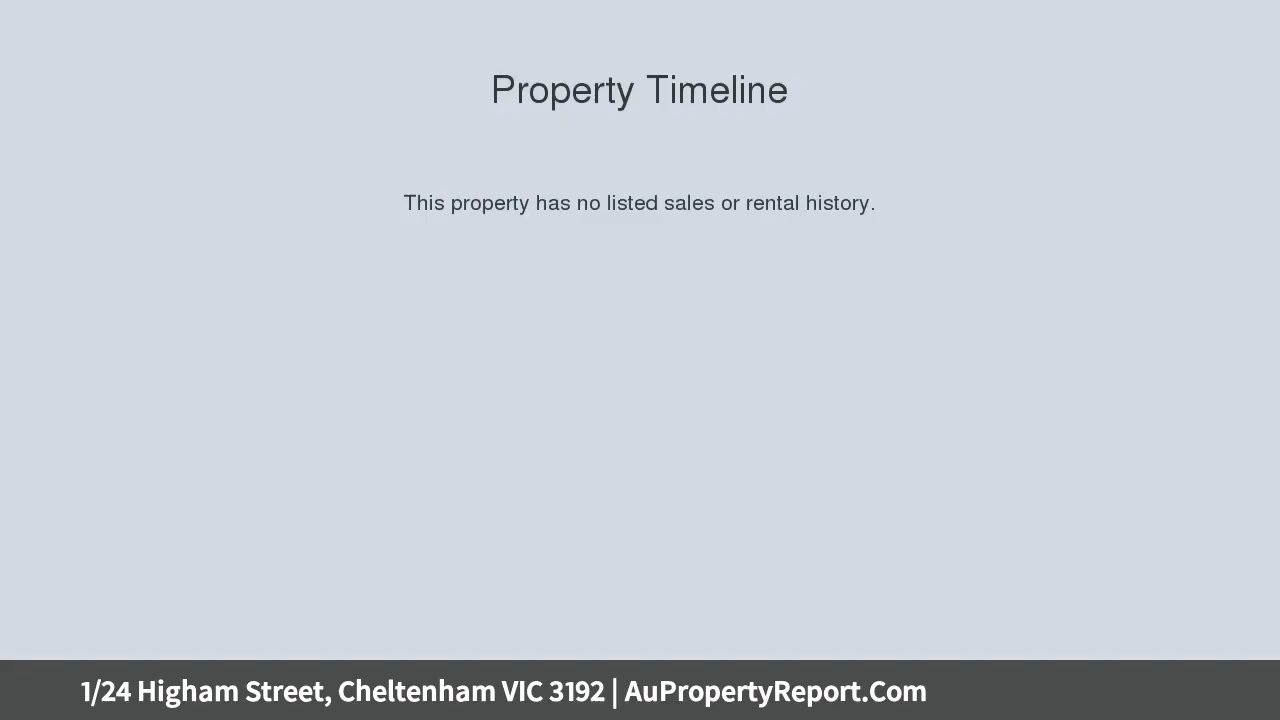 Property Timeline
This property has no listed sales or rental history.
1/24 Higham Street, Cheltenham VIC 3192 | AuPropertyReport.Com